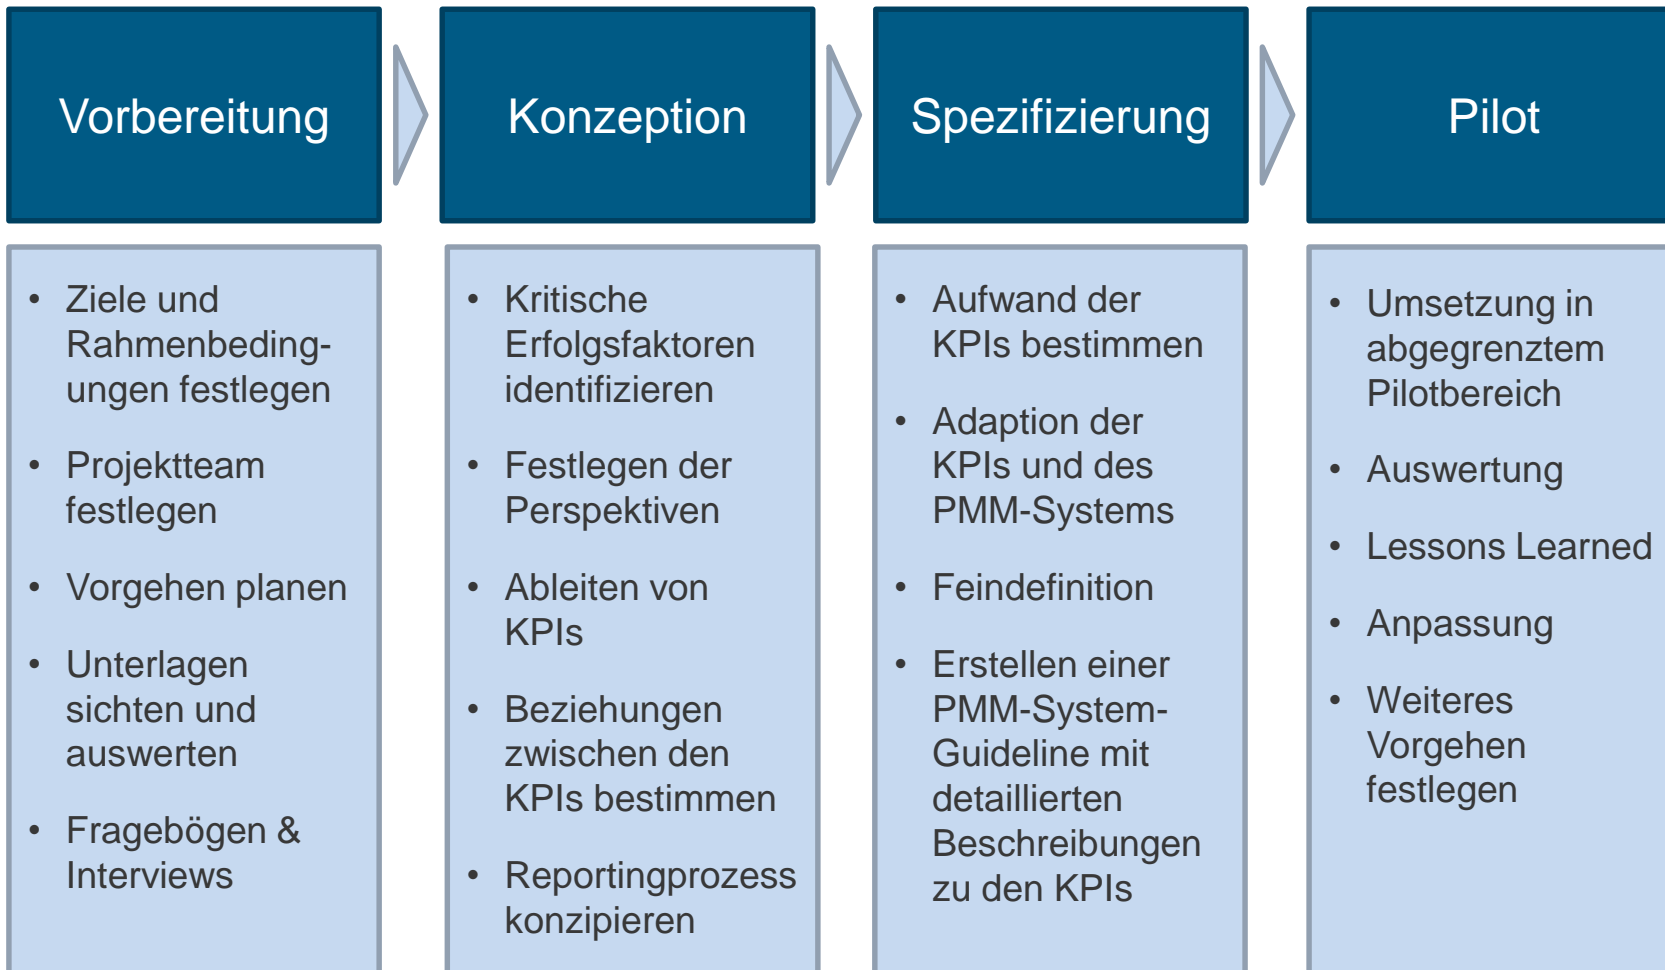 Vorbereitung
Konzeption
Spezifizierung
Pilot
• Ziele und
Rahmenbeding-
ungen festlegen
• Projektteam
festlegen
• Vorgehen planen
• Unterlagen
sichten und
auswerten
• Fragebögen &
Interviews
• Kritische
Erfolgsfaktoren
identifizieren
• Festlegen der
Perspektiven
• Ableiten von
KPIs
• Beziehungen
zwischen den
KPIs bestimmen
• Reportingprozess
konzipieren
• Aufwand der
KPIs bestimmen
• Adaption der
KPIs und des
PMM-Systems
• Feindefinition
• Erstellen einer
PMM-System-
Guideline mit
detaillierten
Beschreibungen
zu den KPIs
• Umsetzung in
abgegrenztem
Pilotbereich
• Auswertung
• Lessons Learned
• Anpassung
• Weiteres
Vorgehen
festlegen